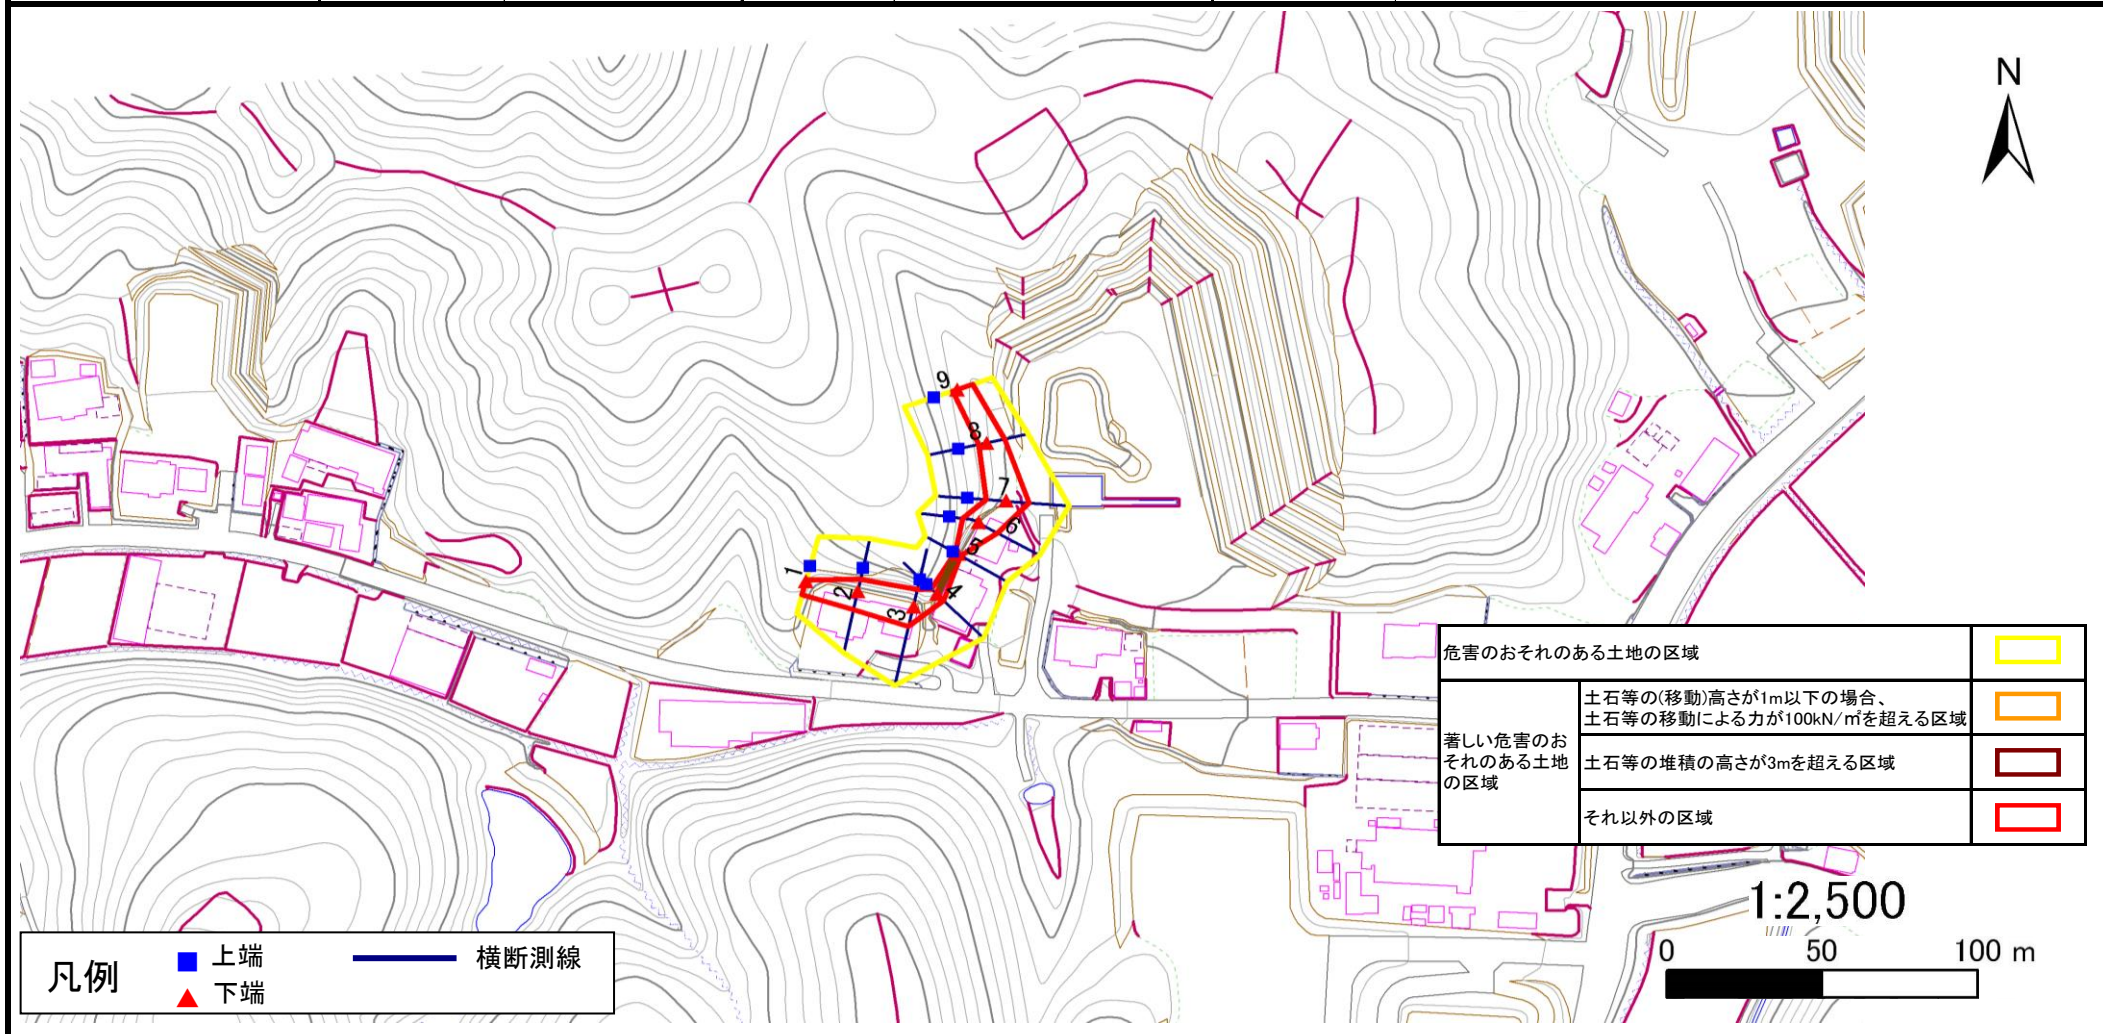 N
9
8
7
6
5
4
3
2
1
危害のおそれのある土地の区域
著しい危害のお
それのある土地
の区域
土石等の(移動)高さが1m以下の場合、
土石等の移動による力が100kN/㎡を超える区域
土石等の堆積の高さが3mを超える区域
それ以外の区域
1:2,500
0 50 100 m
凡例
上端
下端
横断測線